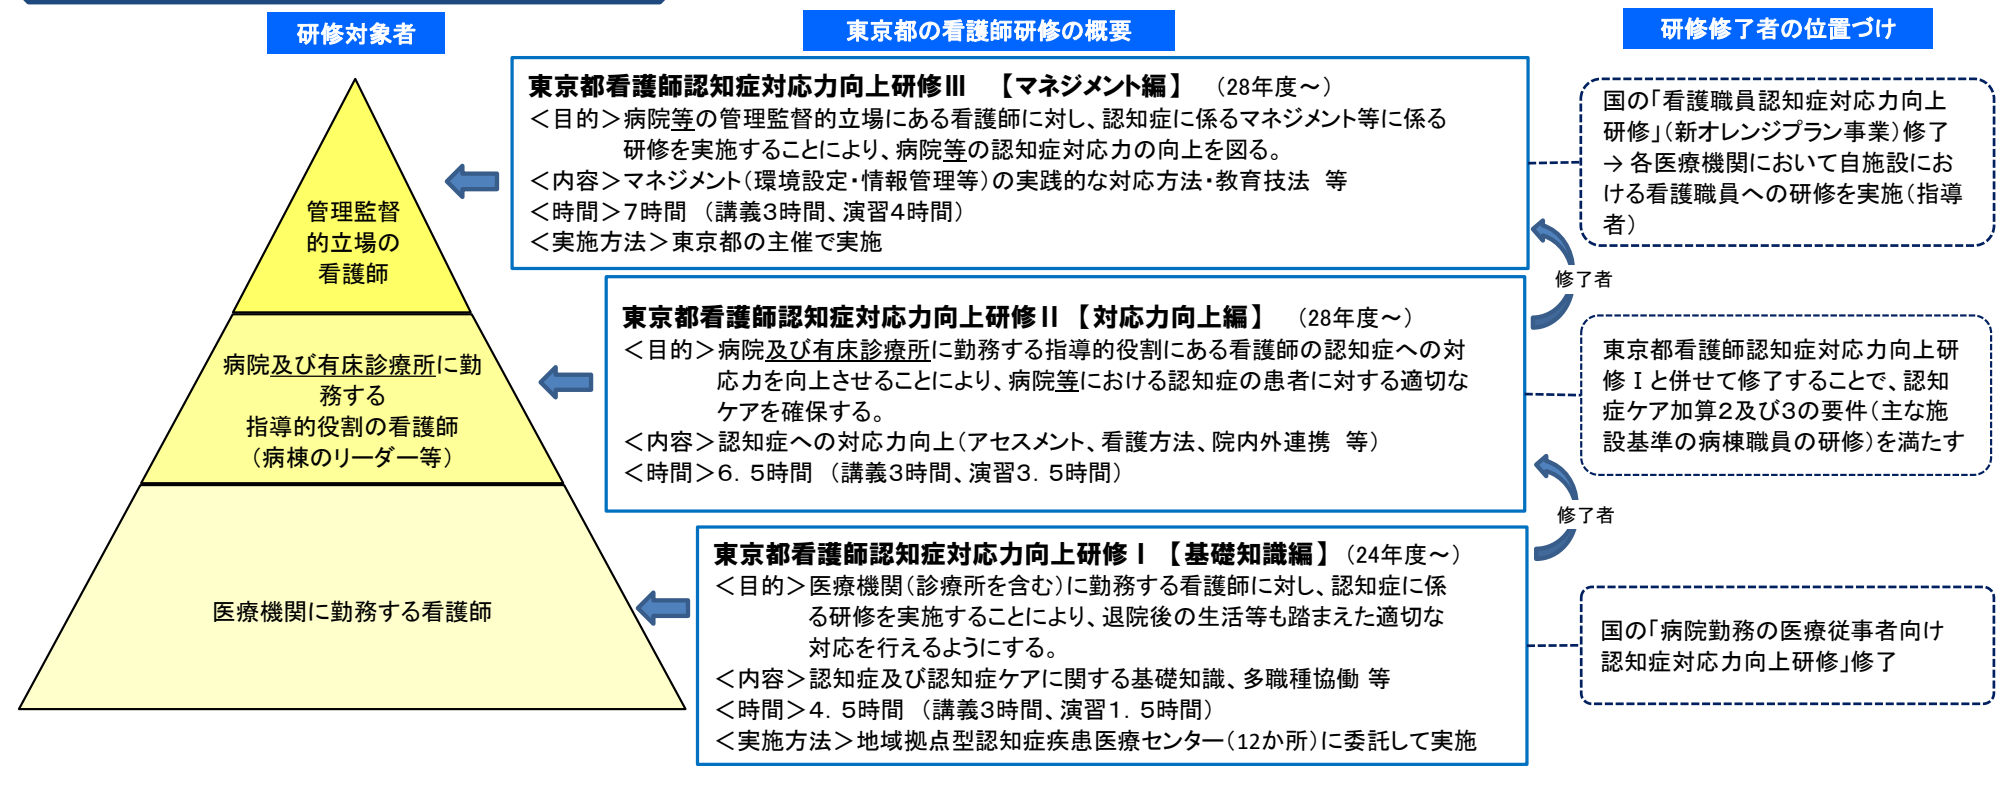 研修対象者
東京都の看護師研修の概要
研修修了者の位置づけ
管理監督
的立場の
看護師
病院及び有床診療所に勤
務する
指導的役割の看護師
（病棟のリーダー等）
医療機関に勤務する看護師
東京都看護師認知症対応力向上研修Ⅲ　【マネジメント編】　（28年度～）
＜目的＞病院等の管理監督的立場にある看護師に対し、認知症に係るマネジメント等に係る
研修を実施することにより、病院等の認知症対応力の向上を図る。
＜内容＞マネジメント（環境設定・情報管理等）の実践的な対応方法・教育技法　等
＜時間＞７時間　（講義３時間、演習４時間）
＜実施方法＞東京都の主催で実施
東京都看護師認知症対応力向上研修Ⅱ　【対応力向上編】　（28年度～）
＜目的＞病院及び有床診療所に勤務する指導的役割にある看護師の認知症への対
応力を向上させることにより、病院等における認知症の患者に対する適切な
ケアを確保する。
＜内容＞認知症への対応力向上（アセスメント、看護方法、院内外連携　等）
＜時間＞６．５時間　（講義３時間、演習３．５時間）
東京都看護師認知症対応力向上研修Ⅰ　【基礎知識編】　（24年度～）
＜目的＞医療機関（診療所を含む）に勤務する看護師に対し、認知症に係
る研修を実施することにより、退院後の生活等も踏まえた適切な
対応を行えるようにする。
＜内容＞認知症及び認知症ケアに関する基礎知識、多職種協働 等
＜時間＞４．５時間　（講義３時間、演習１．５時間）
＜実施方法＞地域拠点型認知症疾患医療センター（12か所）に委託して実施
国の「看護職員認知症対応力向上
研修」（新オレンジプラン事業）修了
→ 各医療機関において自施設にお
ける看護職員への研修を実施（指導
者）
修了者
東京都看護師認知症対応力向上研
修Ⅰと併せて修了することで、認知
症ケア加算２及び３の要件（主な施
設基準の病棟職員の研修）を満たす
修了者
国の「病院勤務の医療従事者向け
認知症対応力向上研修」修了